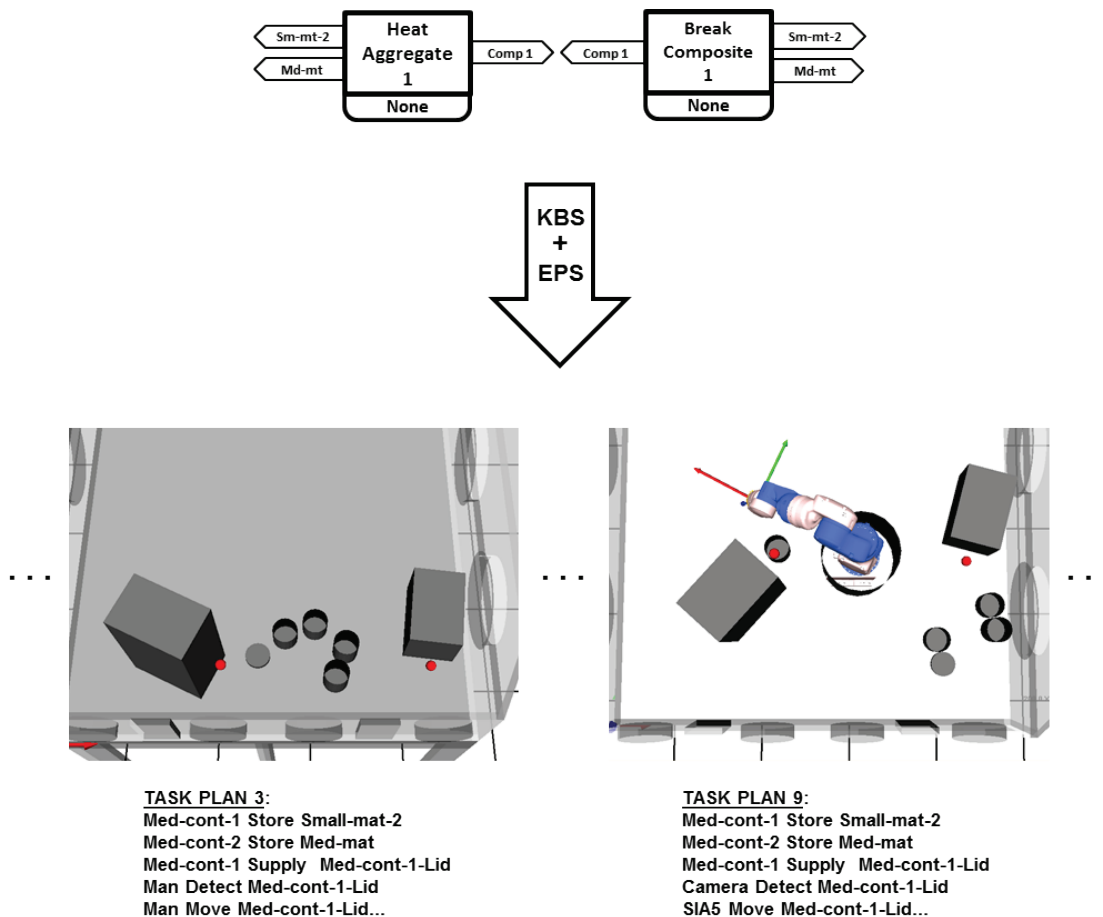 Sm-mt-2
Md-mt
Heat
Aggregate
1
None
Comp 1
Comp 1
Break
Composite
1
None
Sm-mt-2
Md-mt
KBS
+
EPS
. . .
. . .
. .
TASK PLAN 3:
Med-cont-1 Store Small-mat-2
Med-cont-2 Store Med-mat
Med-cont-1 Supply Med-cont-1-Lid
Man Detect Med-cont-1-Lid
Man Move Med-cont-1-Lid...
TASK PLAN 9:
Med-cont-1 Store Small-mat-2
Med-cont-2 Store Med-mat
Med-cont-1 Supply Med-cont-1-Lid
Camera Detect Med-cont-1-Lid
SIA5 Move Med-cont-1-Lid...